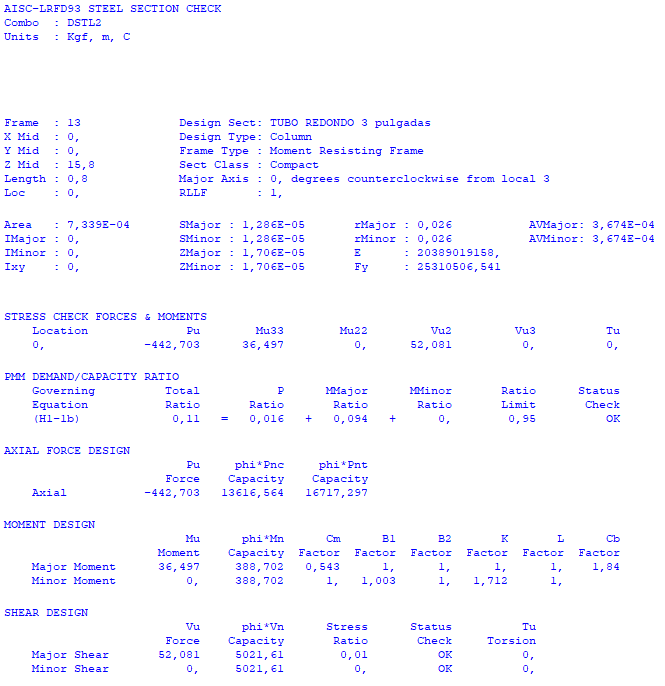 AISC-LRFD93 STEEL SECTION CHECK
Combo  : DSTL2
Units  : Kgf, m, C
Frame  : 13              Design Sect: TUBO REDONDO 3 pulgadas
X Mid  : 0,              Design Type: Column
Y Mid  : 0,              Frame Type : Moment Resisting Frame
Z Mid  : 15,8            Sect Class : Compact
Length : 0,8             Major Axis : 0, degrees counterclockwise from local 3
Loc    : 0,              RLLF       : 1,
Area   : 7,339E-04       SMajor : 1,286E-05       rMajor : 0,026           AVMajor: 3,674E-04
IMajor : 0,              SMinor : 1,286E-05       rMinor : 0,026           AVMinor: 3,674E-04
IMinor : 0,              ZMajor : 1,706E-05       E      : 20389019158,
Ixy    : 0,              ZMinor : 1,706E-05       Fy     : 25310506,541
STRESS CHECK FORCES & MOMENTS
Location              Pu        Mu33        Mu22       Vu2         Vu3          Tu
0,              -442,703      36,497          0,    52,081          0,          0,
PMM DEMAND/CAPACITY RATIO
Governing           Total           P      MMajor      MMinor       Ratio      Status
Equation            Ratio       Ratio       Ratio       Ratio       Limit       Check
(H1-1b)              0,11   =   0,016   +   0,094   +      0,        0,95          OK
AXIAL FORCE DESIGN
Pu    phi*Pnc     phi*Pnt
Force   Capacity    Capacity
Axial           -442,703  13616,564   16717,297
MOMENT DESIGN
Mu    phi*Mn      Cm      B1      B2       K       L      Cb
Moment  Capacity  Factor  Factor  Factor  Factor  Factor  Factor
Major Moment      36,497   388,702   0,543      1,      1,      1,      1,    1,84
Minor Moment          0,   388,702      1,   1,003      1,   1,712      1,
SHEAR DESIGN
Vu    phi*Vn      Stress      Status          Tu
Force  Capacity       Ratio       Check     Torsion
Major Shear       52,081   5021,61        0,01          OK          0,
Minor Shear           0,   5021,61          0,          OK          0,